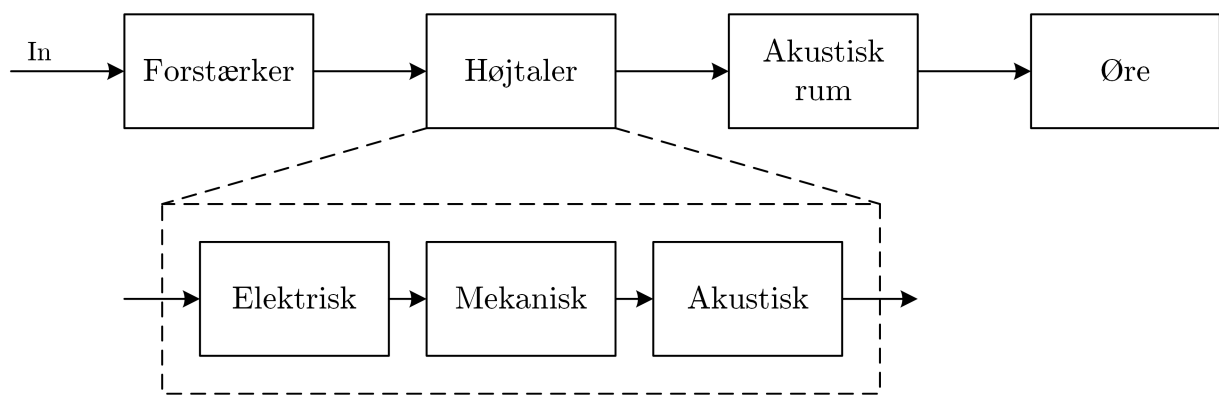 In
Forstærker
Højtaler
Akustisk
rum
Øre
Elektrisk
Mekanisk
Akustisk